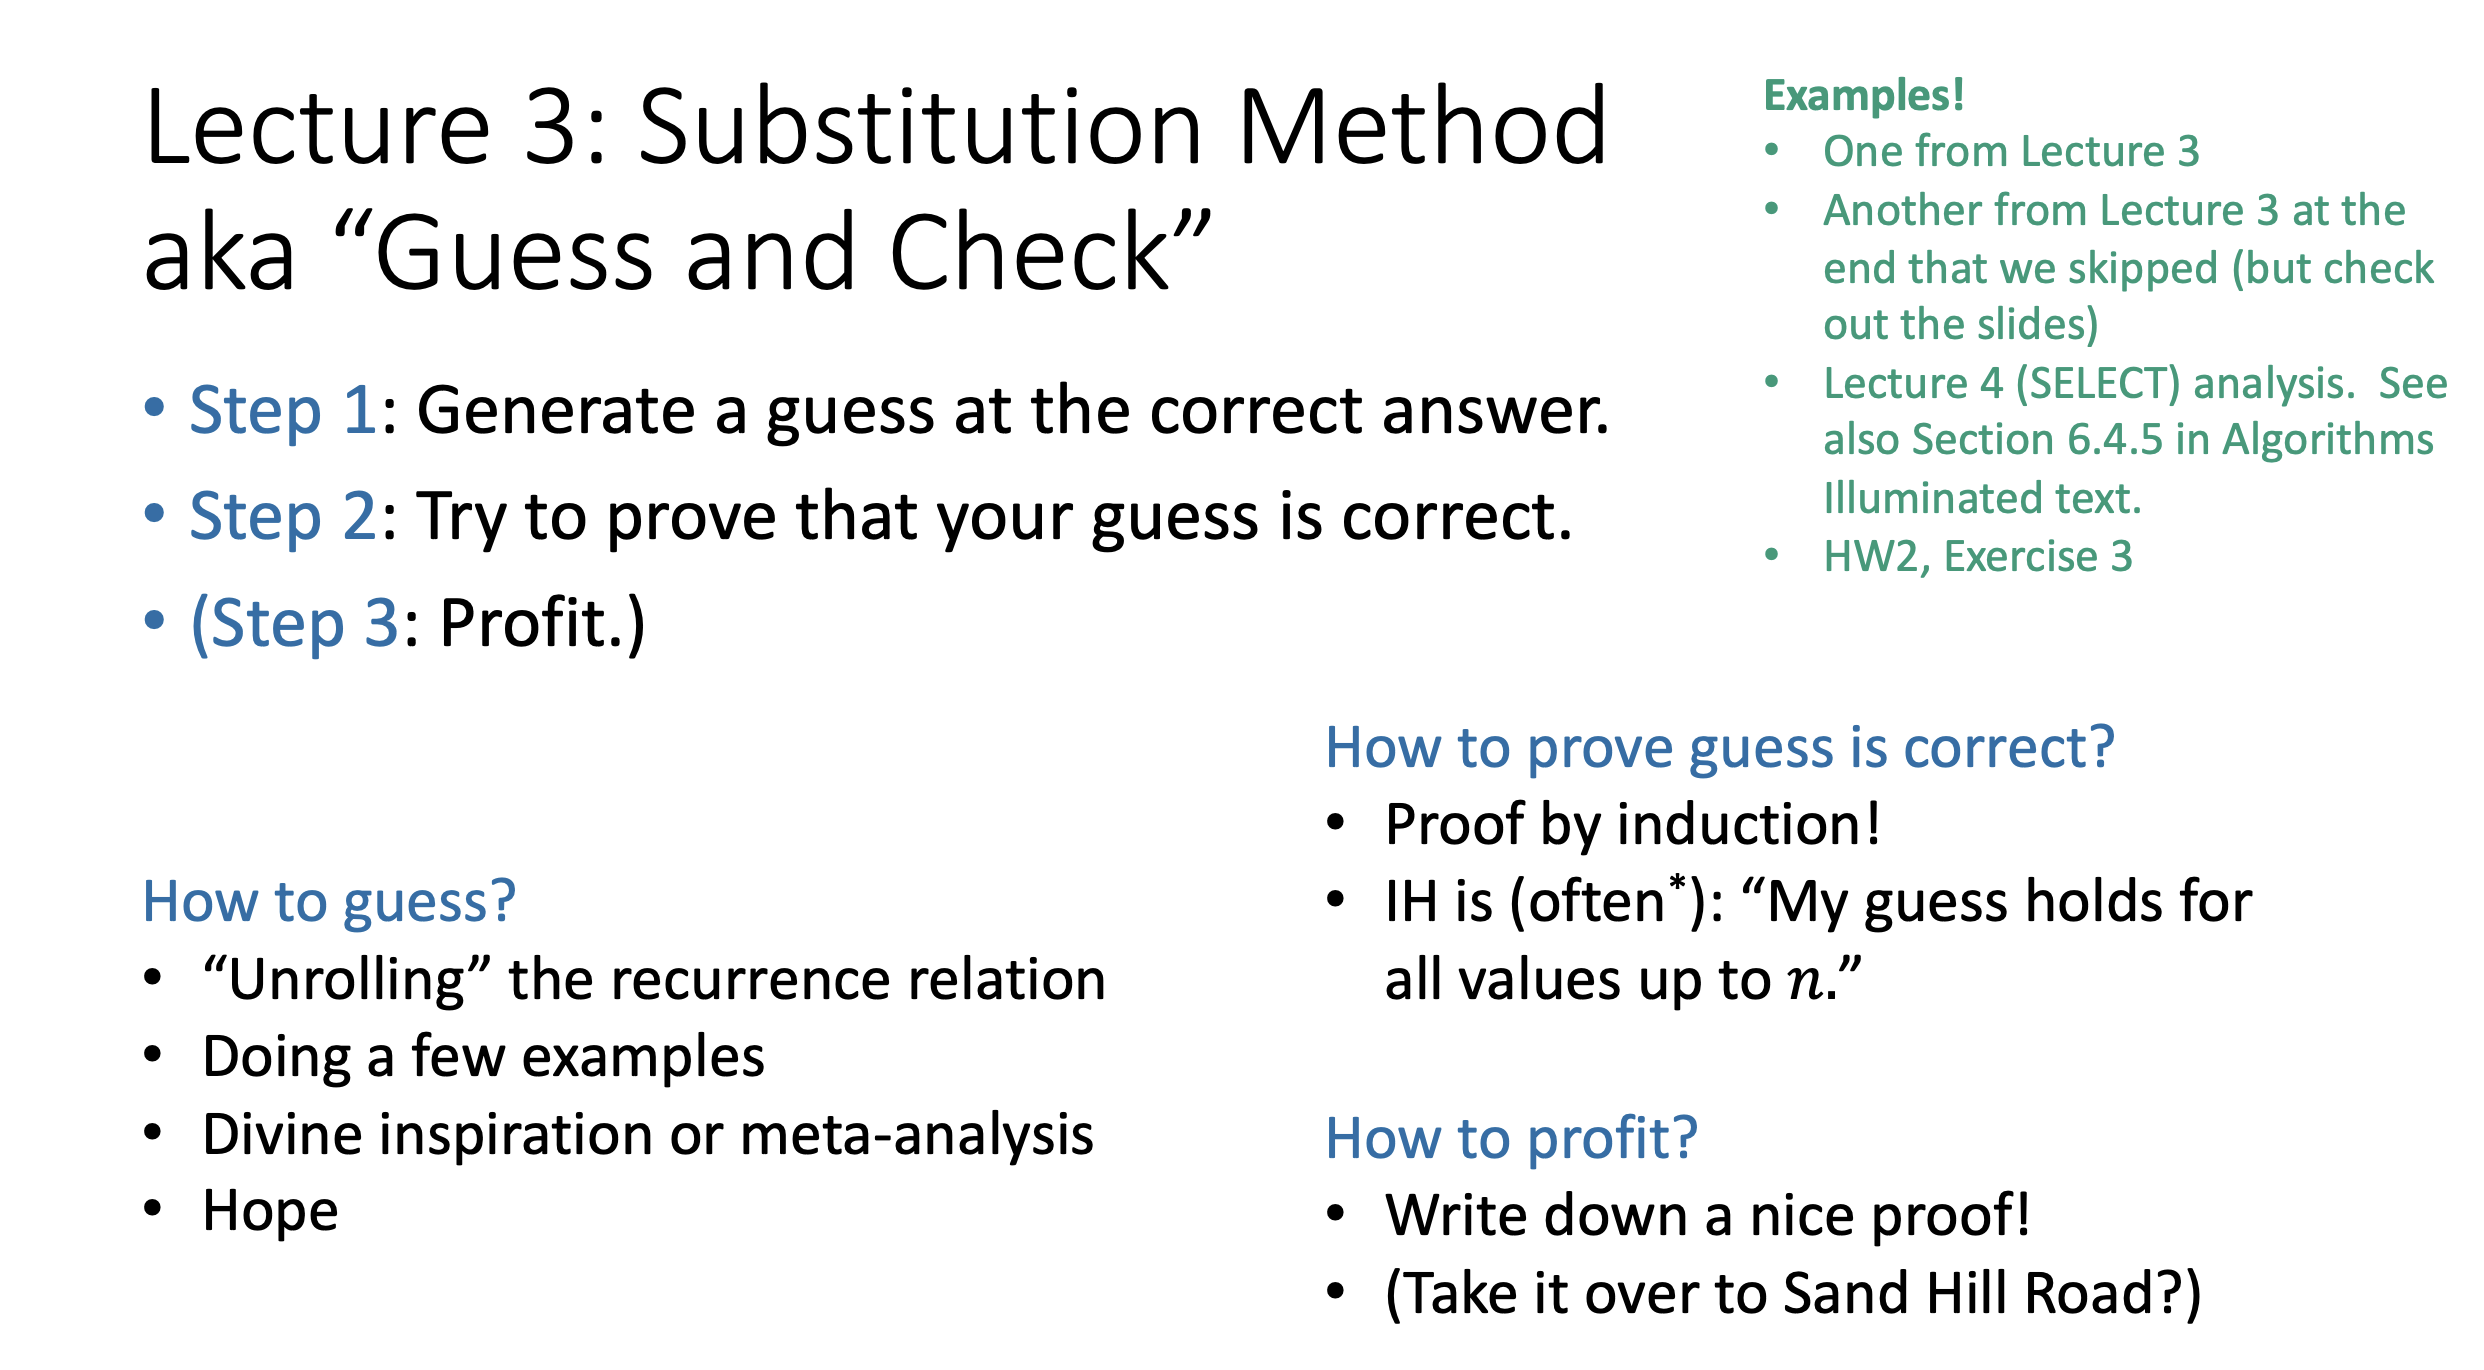 Lecture 3: Substitution Method
aka “Guess and Check”
• Step 1: Generate a guess at the correct answer.
• Step 2: Try to prove that your guess is correct.
• (Step 3: Profit.)
Examples!
• One from Lecture 3
• Another from Lecture 3 at the
end that we skipped (but check
out the slides)
• Lecture 4 (SELECT) analysis.  See
also Section 6.4.5 in Algorithms
Illuminated text.
• HW2, Exercise 3
How to guess?
• “Unrolling” the recurrence relation
• Doing a few examples
• Divine inspiration or meta-analysis
• Hope
How to prove guess is correct?
• Proof by induction!
• IH is (often*): “My guess holds for
all values up to n.”
How to profit?
• Write down a nice proof!
• (Take it over to Sand Hill Road?)